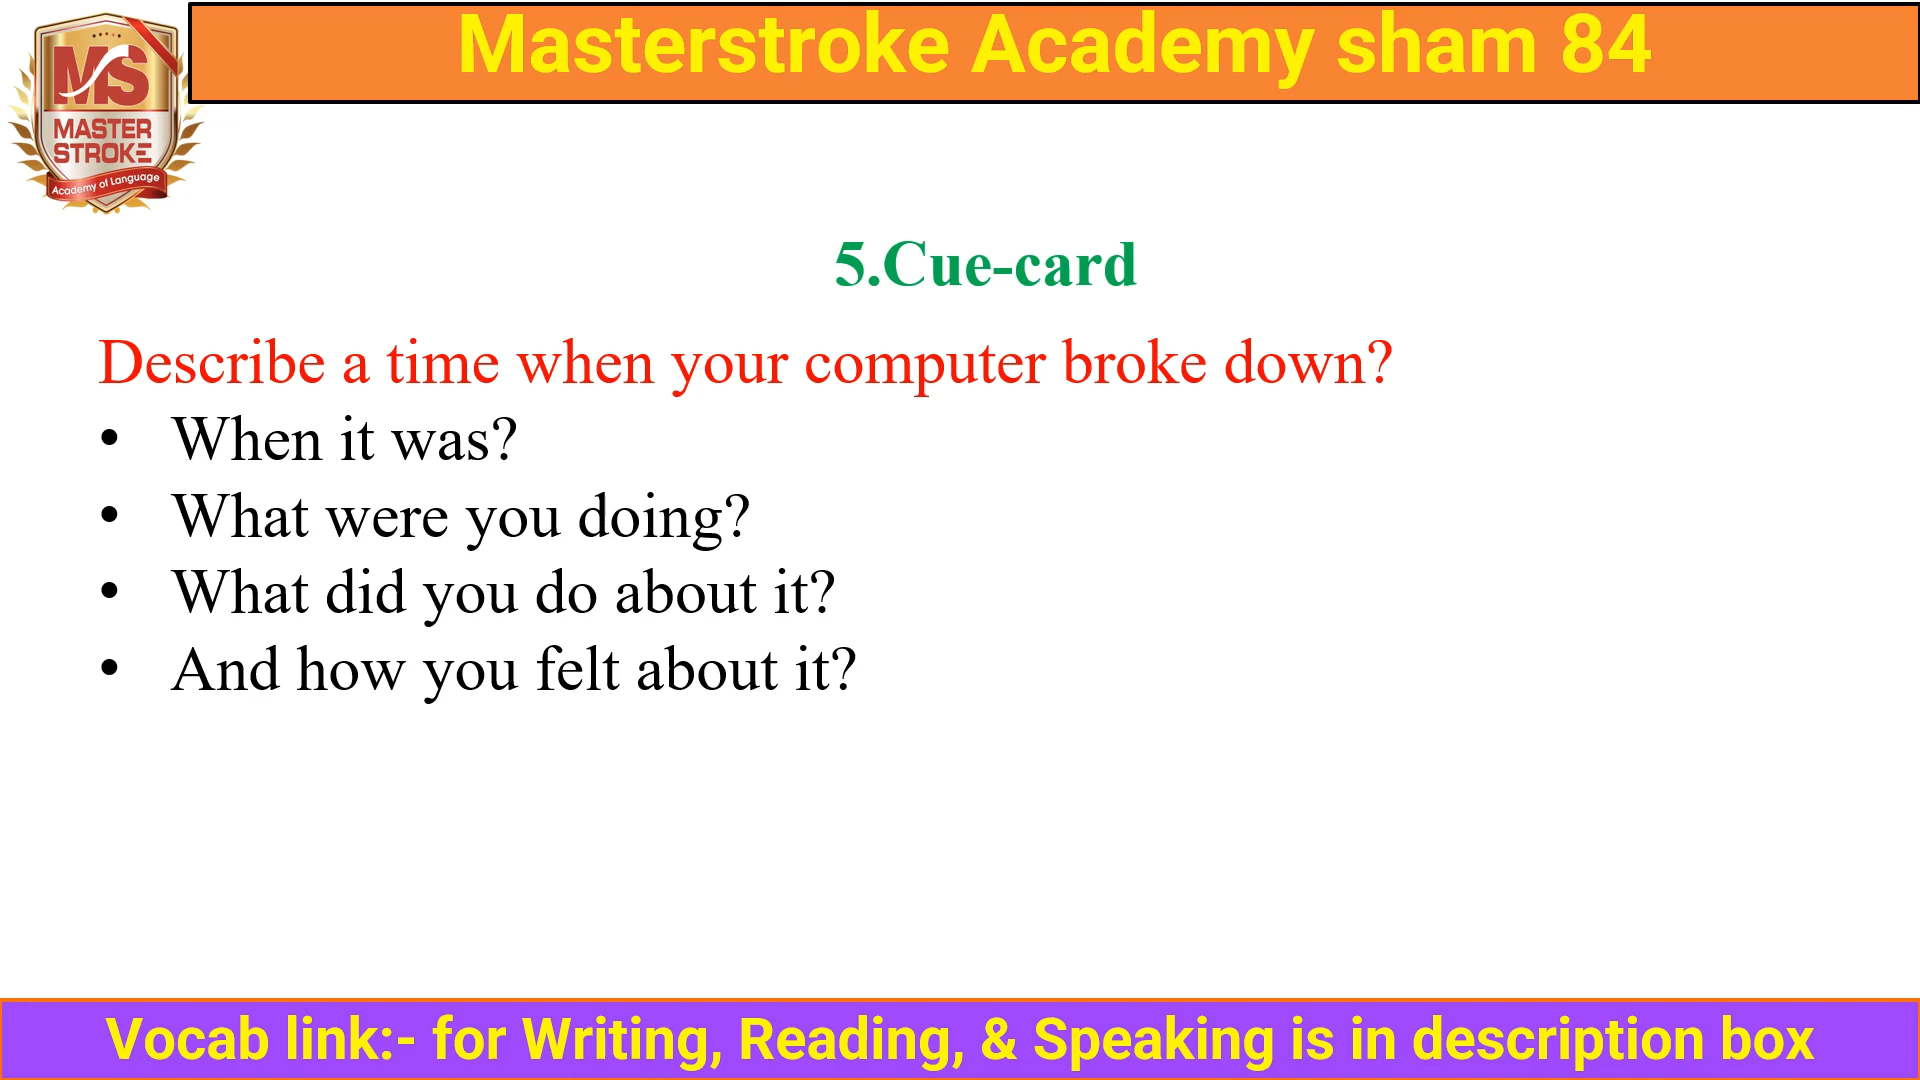 Masterstroke Academy sham 84
MS
MASTER
STROKE
Academy of Language
5.Cue-card
Describe a time when your computer broke down?
• When it was?
• What were you doing?
• What did you do about it?
• And how you felt about it?
Vocab link:- for Writing, Reading, & Speaking is in description box